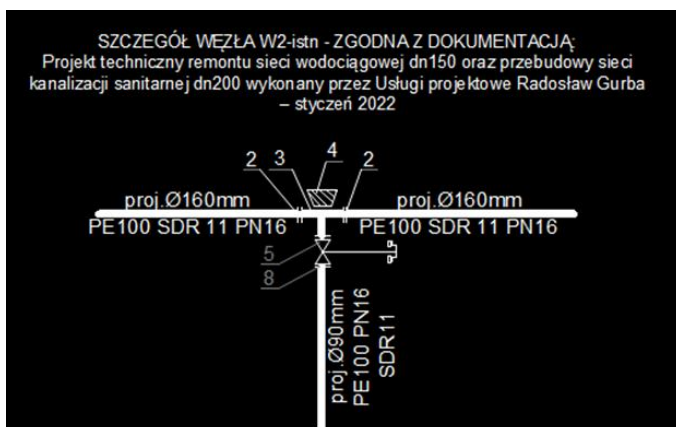 SZCZEGÓŁ WĘZŁA W2-istn - ZGODNA Z DOKUMENTACJĄ:
Projekt techniczny remontu sieci wodociągowej dn150 oraz przebudowy sieci
kanalizacji sanitarnej dn200 wykonany przez Usługi projektowe Radosław Gurba
– styczeń 2022
2 3 4 2
proj.Ø160mm proj.Ø160mm
PE100 SDR 11 PN16 PE100 SDR 11 PN16
5
8
proj.Ø90mm
PE100 PN16
SDR11